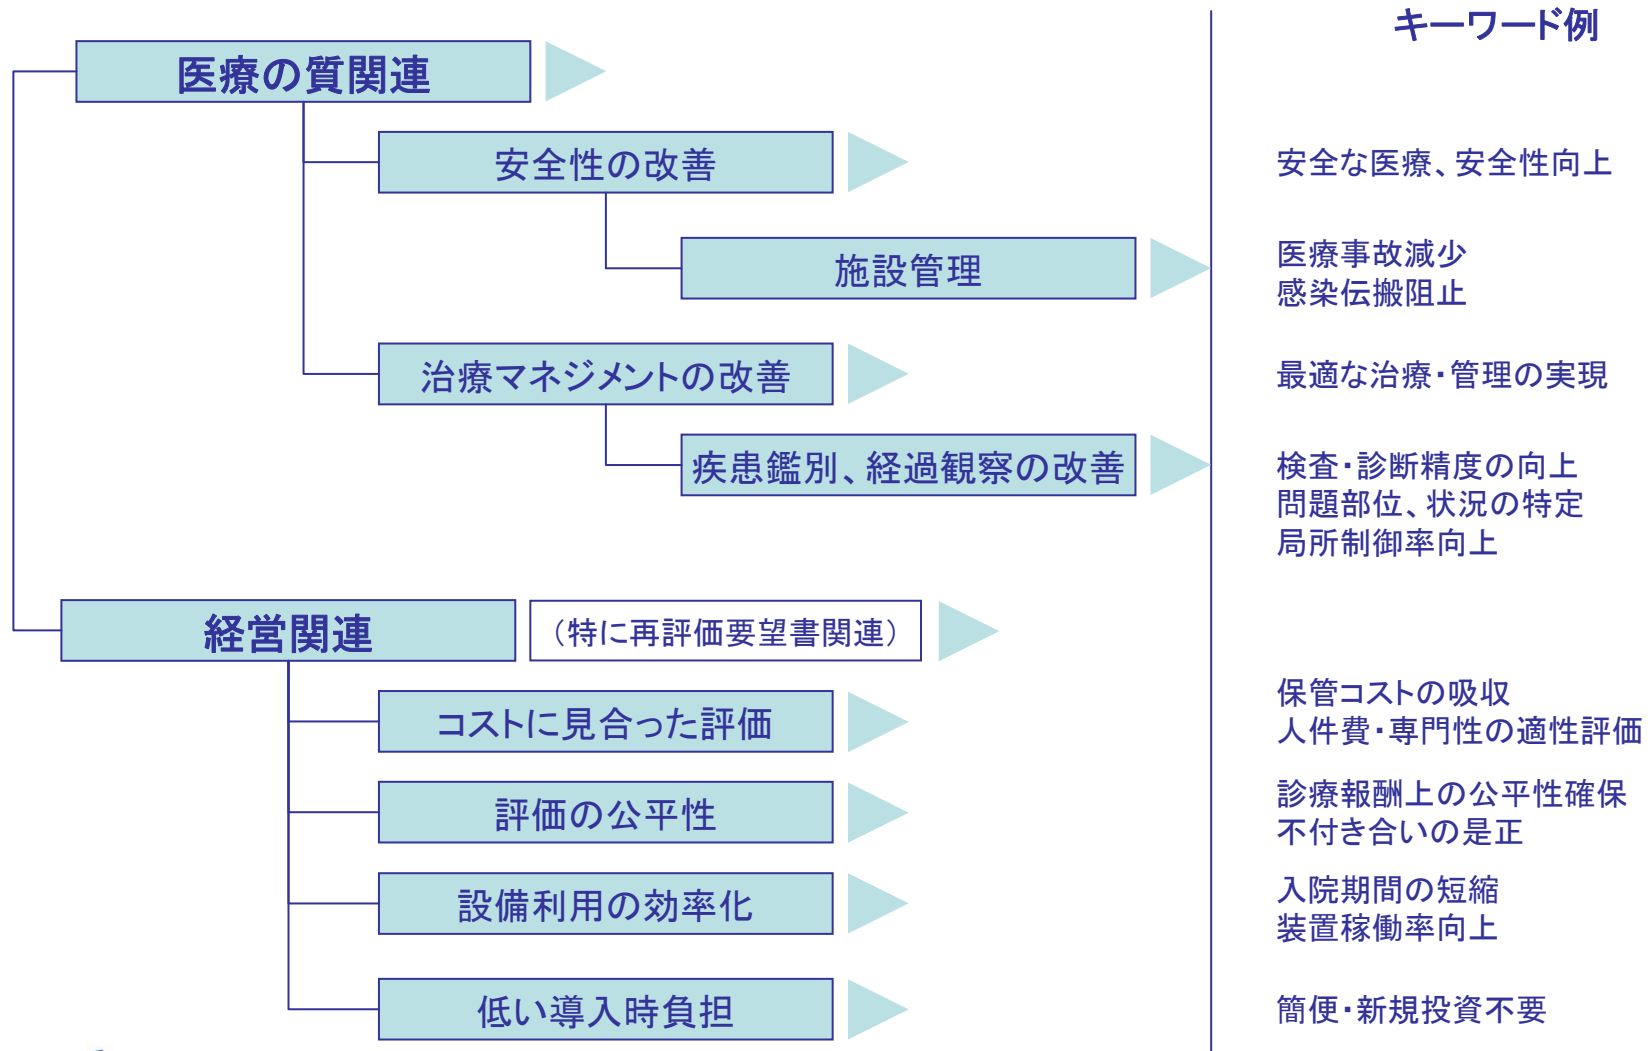 キーワード例
医療の質関連
安全性の改善
安全な医療、安全性向上
施設管理
医療事故減少
感染伝搬阻止
治療マネジメントの改善
最適な治療・管理の実現
疾患鑑別、経過観察の改善
検査・診断精度の向上
問題部位、状況の特定
局所制御率向上
経営関連
（特に再評価要望書関連）
コストに見合った評価
保管コストの吸収
人件費・専門性の適性評価
評価の公平性
診療報酬上の公平性確保
不付き合いの是正
設備利用の効率化
入院期間の短縮
装置稼働率向上
低い導入時負担
簡便・新規投資不要